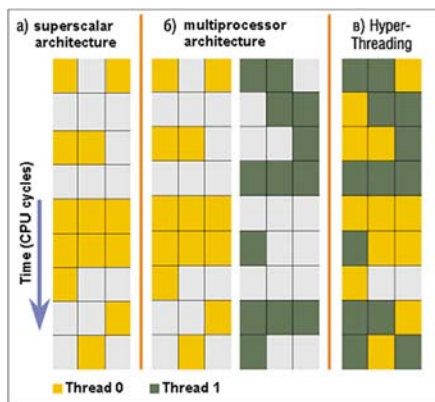 а) superscalar
architecture
б) multiprocessor
architecture
в) Hyper-
Threading
Time (CPU cycles)
Thread 0
Thread 1